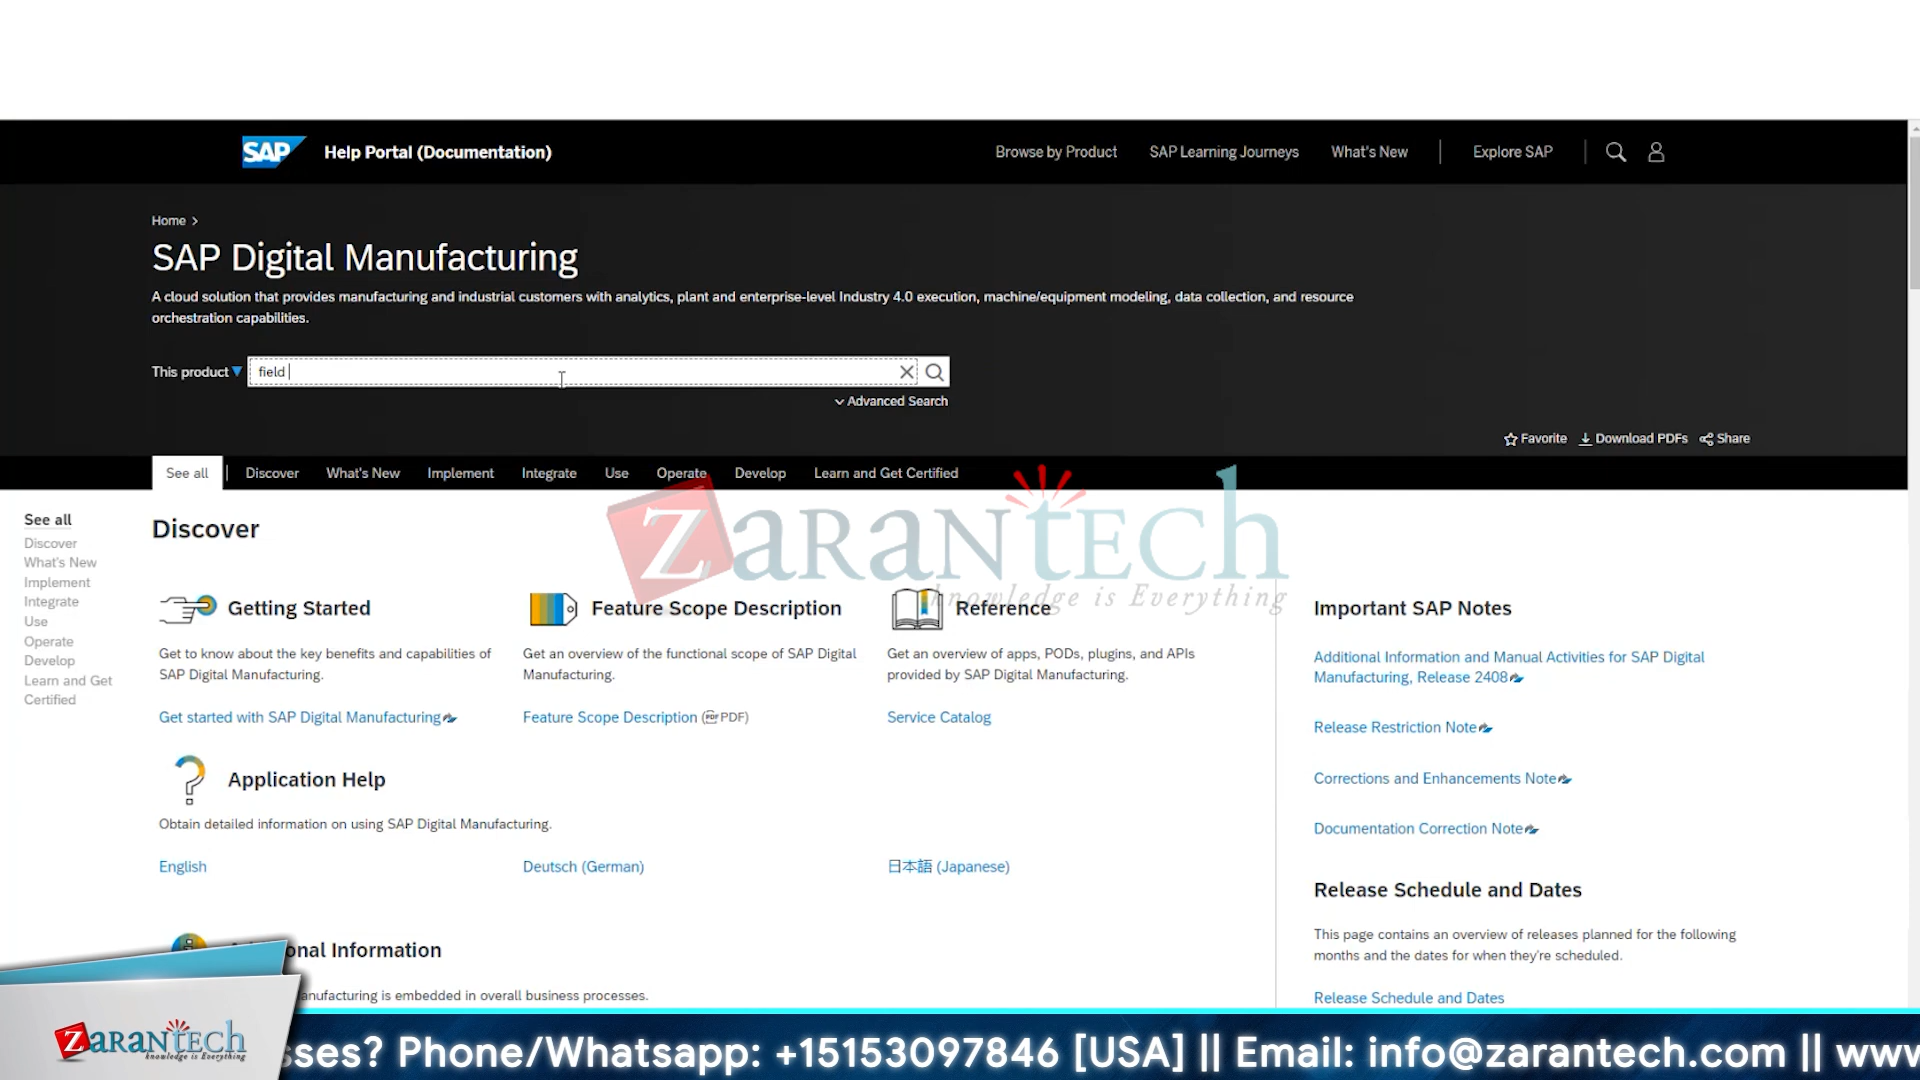 SAP Help Portal (Documentation) Browse by Product SAP Learning Journeys What's New Explore SAP
Home >
SAP Digital Manufacturing
A cloud solution that provides manufacturing and industrial customers with analytics, plant and enterprise-level Industry 4.0 execution, machine/equipment modeling, data collection, and resource
orchestration capabilities.
This product field
Advanced Search
Favorite Download PDFs Share
See all Discover What's New Implement Integrate Use Operate Develop Learn and Get Certified
See all
Discover
What's New
Implement
Integrate
Use
Operate
Develop
Learn and Get
Certified
Discover
ZaranTech
knowledge is Everything
Getting Started
Get to know about the key benefits and capabilities of
SAP Digital Manufacturing.
Get started with SAP Digital Manufacturing
Feature Scope Description
Get an overview of the functional scope of SAP Digital
Manufacturing.
Feature Scope Description (PDF PDF)
Reference
Get an overview of apps, PODs, plugins, and APIs
provided by SAP Digital Manufacturing.
Service Catalog
Application Help
Obtain detailed information on using SAP Digital Manufacturing.
English Deutsch (German) 日本語 (Japanese)
onal Information
anufacturing is embedded in overall business processes.
Important SAP Notes
Additional Information and Manual Activities for SAP Digital
Manufacturing, Release 2408
Release Restriction Note
Corrections and Enhancements Note
Documentation Correction Note
Release Schedule and Dates
This page contains an overview of releases planned for the following
months and the dates for when they're scheduled.
Release Schedule and Dates
ZaranTech
knowledge is Everything
sses? Phone/Whatsapp: +15153097846 [USA] || Email: info@zarantech.com || www